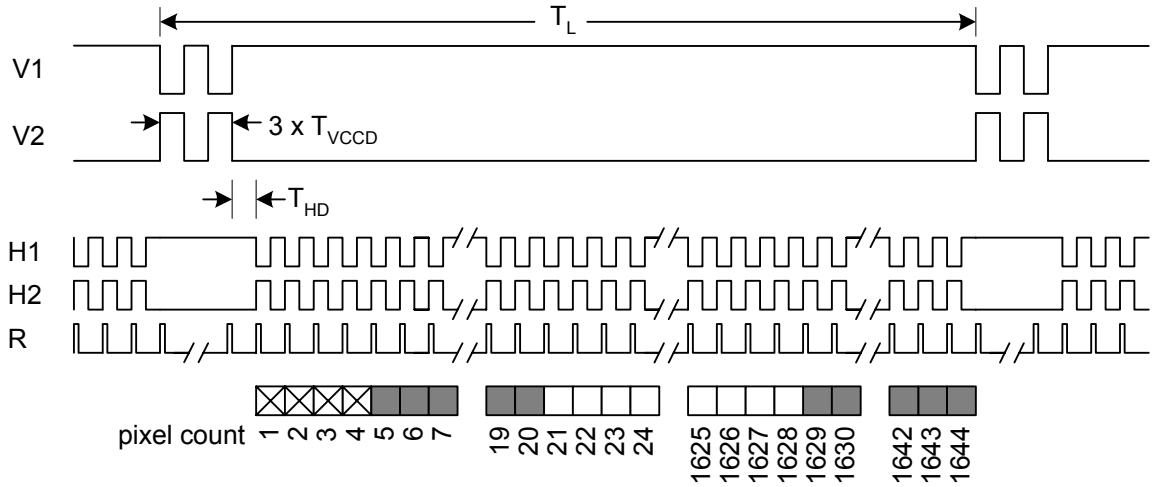 T_L
V1
V2
3 x T_VCCD
T_HD
H1
H2
R
pixel count
1 2 3 4 5 6 7 19 20 21 22 23 24 1625 1626 1627 1628 1629 1630 1642 1643 1644